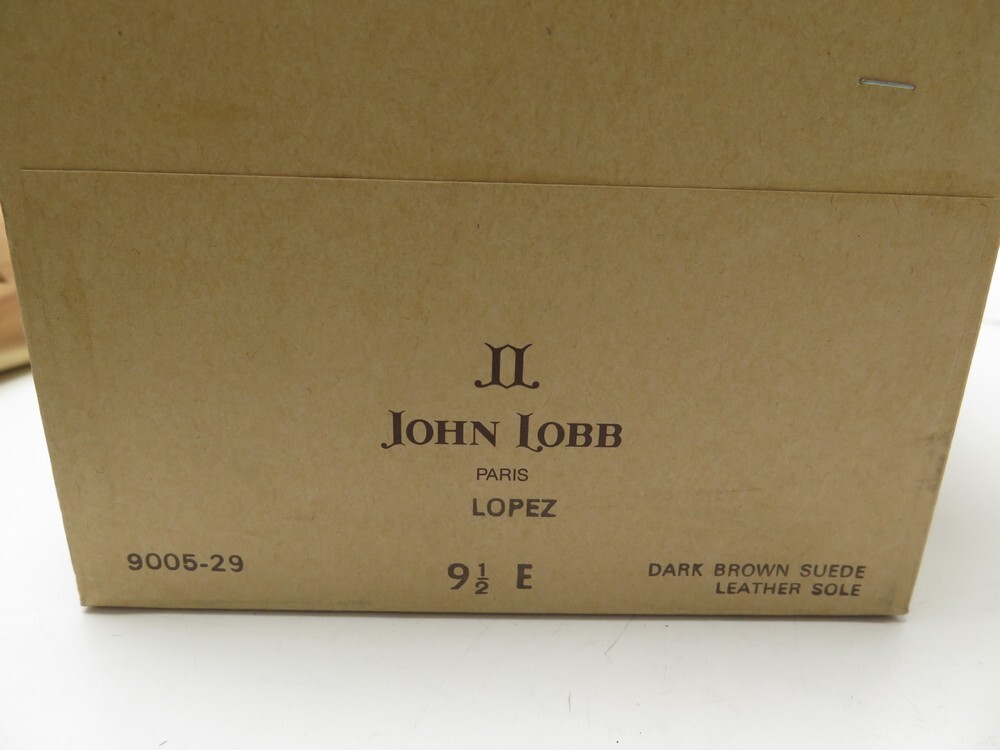 JL
JOHN LOBB
PARIS
LOPEZ
9005-29
9½ E
DARK BROWN SUEDE
LEATHER SOLE